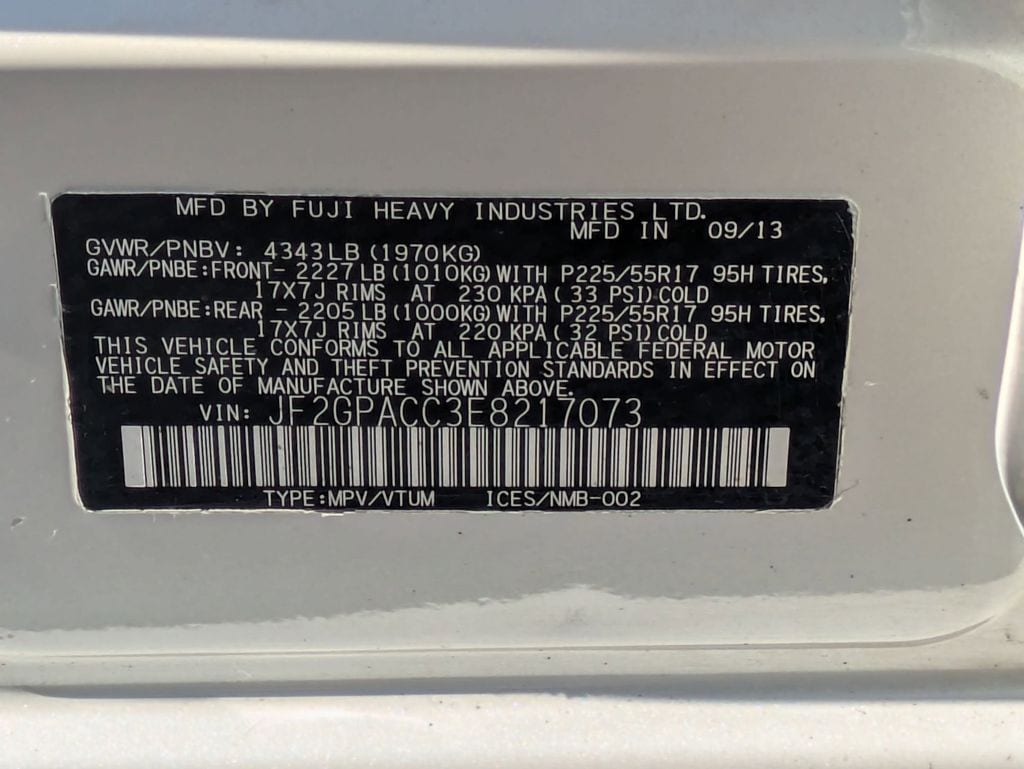 MFD BY FUJI HEAVY INDUSTRIES LTD.
MFD IN 09/13
GVWR/PNBV: 4343LB (1970KG)
GAWR/PNBE:FRONT- 2227LB (1010KG) WITH P225/55R17 95H TIRES,
17X7J RIMS AT 230 KPA ( 33 PSI) COLD
GAWR/PNBE:REAR - 2205LB (1000KG) WITH P225/55R17 95H TIRES,
17X7J RIMS AT 220 KPA ( 32 PSI) COLD
THIS VEHICLE CONFORMS TO ALL APPLICABLE FEDERAL MOTOR
VEHICLE SAFETY AND THEFT PREVENTION STANDARDS IN EFFECT ON
THE DATE OF MANUFACTURE SHOWN ABOVE.
VIN: JF2GPACC3E8217073
TYPE:MPV/VTUM ICES/NMB-002